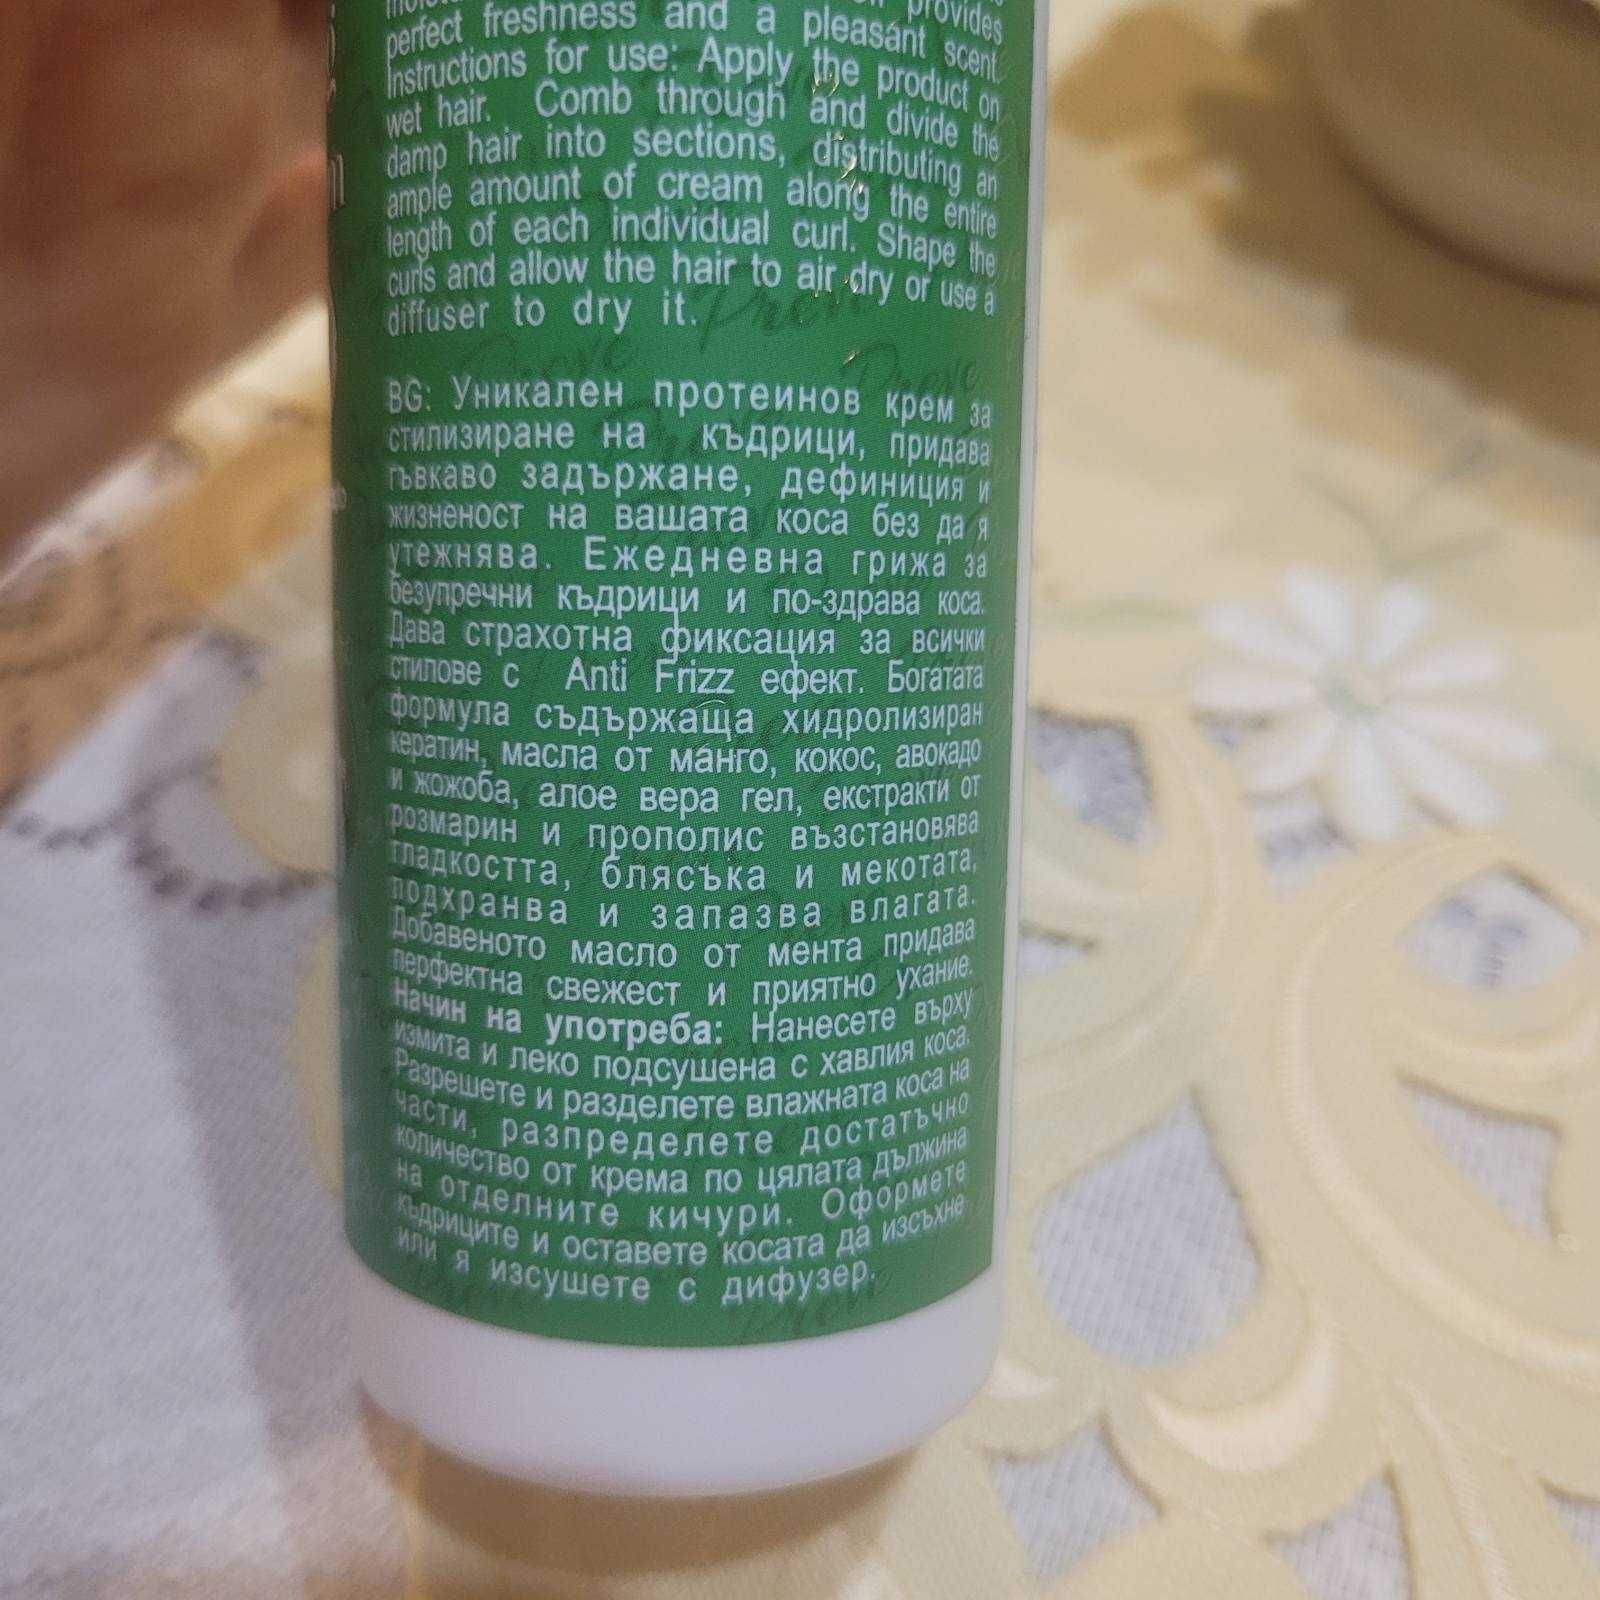 provides
perfect freshness and a pleasant scent.
Instructions for use: Apply the product on
wet hair. Comb through and divide the
damp hair into sections, distributing an
ample amount of cream along the entire
length of each individual curl. Shape the
curls and allow the hair to air dry or use a
diffuser to dry it.
BG: Уникален протеинов крем за
стилизиране на къдрици, придава
гъвкаво задържане, дефиниция и
жизненост на вашата коса без да я
утежнява. Ежедневна грижа за
безупречни къдрици и по-здрава коса.
Дава страхотна фиксация за всички
стилове с Anti Frizz ефект. Богатата
формула съдържаща хидролизиран
кератин, масла от манго, кокос, авокадо
и жожоба, алое вера гел, екстракти от
розмарин и прополис възстановява
гладкостта, блясъка и мекотата,
подхранва и запазва влагата.
Добавеното масло от мента придава
перфектна свежест и приятно ухание.
Начин на употреба: Нанесете върху
измита и леко подсушена с хавлия коса.
Разрешете и разделете влажната коса на
части, разпределете достатъчно
количество от крема по цялата дължина
на отделните кичури. Оформете
къдриците и оставете косата да изсъхне
или я изсушете с дифузер.